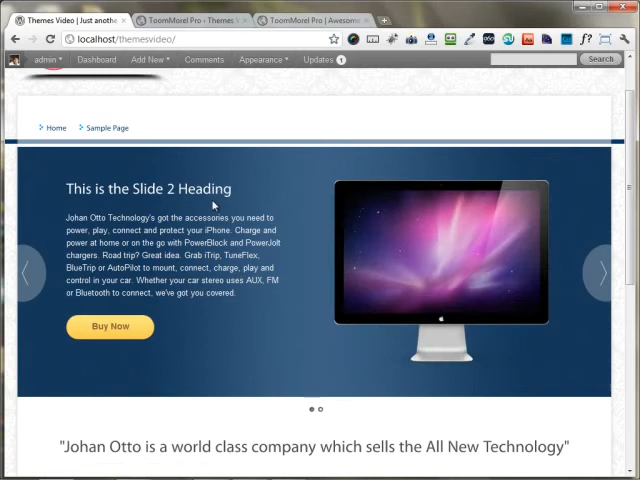 Themes Video | Just anothe
ToomMorel Pro › Themes
ToomMorel Pro | Awesome
localhost/themesvideo/
admin
Dashboard
Add New
Comments
Appearance
Updates 1
Search
Home
Sample Page
This is the Slide 2 Heading
Johan Otto Technology's got the accessories you need to
power, play, connect and protect your iPhone. Charge and
power at home or on the go with PowerBlock and PowerJolt
chargers. Road trip? Great idea. Grab iTrip, TuneFlex,
BlueTrip or AutoPilot to mount, connect, charge, play and
control in your car. Whether your car stereo uses AUX, FM
or Bluetooth to connect, we've got you covered.
Buy Now
"Johan Otto is a world class company which sells the All New Technology"